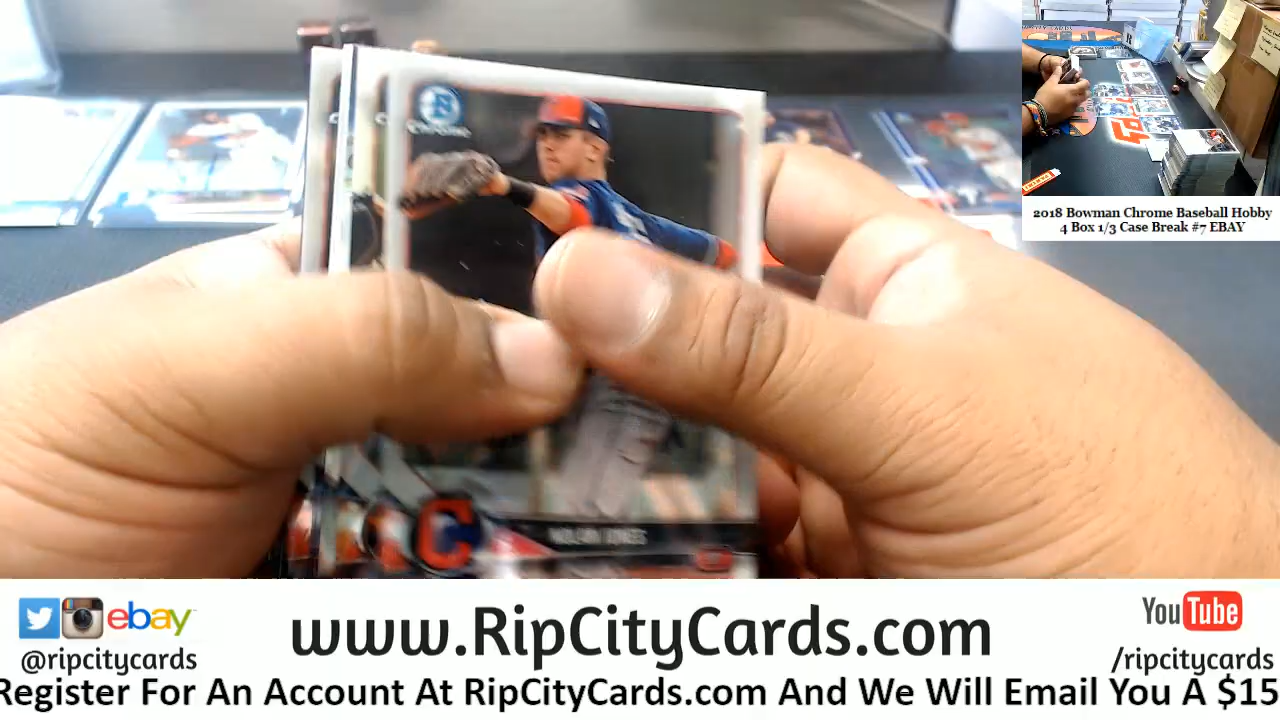 CHROME
C
NOLAN JONES
2018 Bowman Chrome Baseball Hobby
4 Box 1/3 Case Break #7 EBAY
ebay
@ripcitycards
www.RipCityCards.com
YouTube
/ripcitycards
Register For An Account At RipCityCards.com And We Will Email You A $15